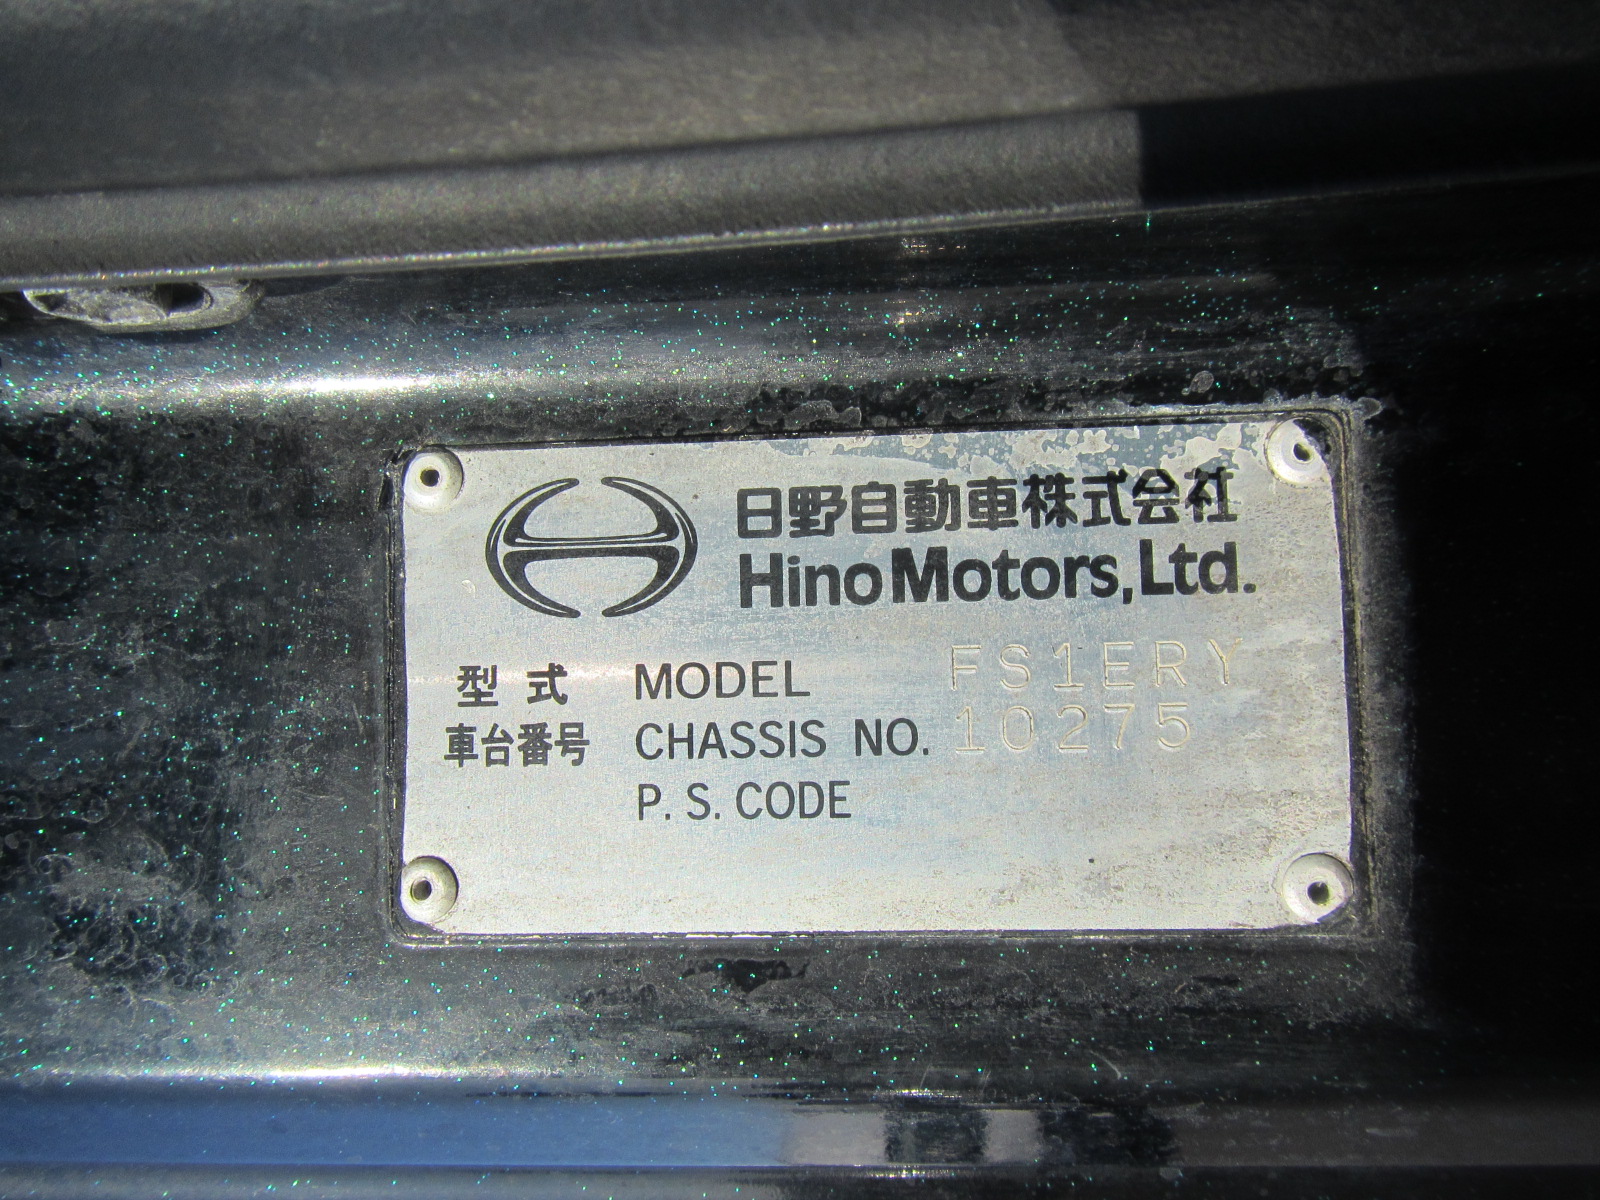 日野自動車株式会社
Hino Motors, Ltd.
型式 MODEL FS1ERY
車台番号 CHASSIS NO. 10275
P. S. CODE